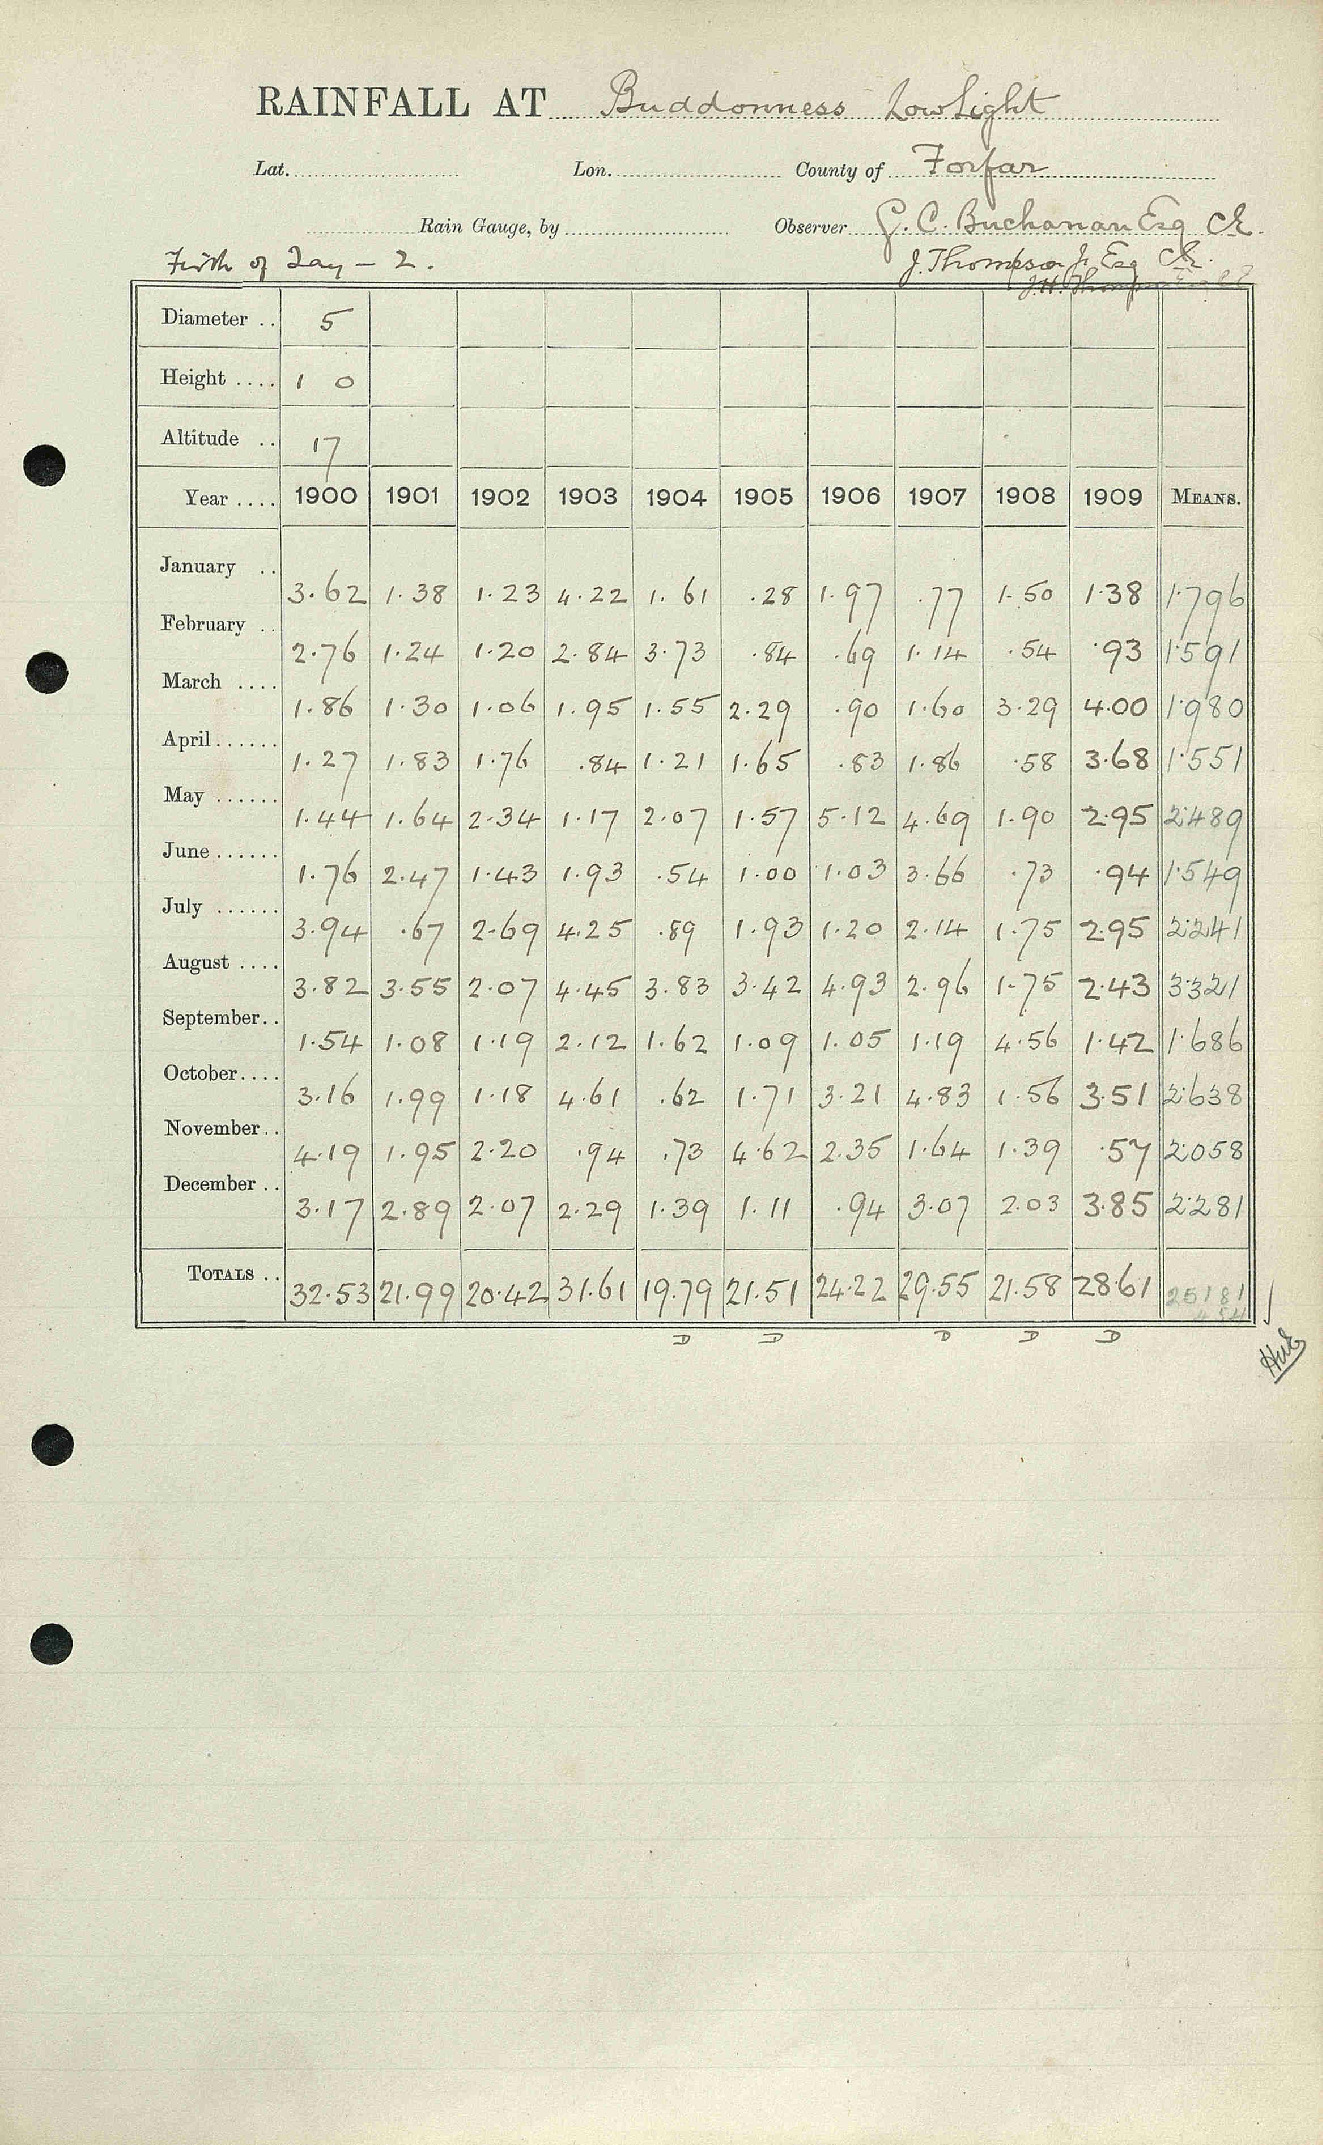 RAINFALL AT Buddonness Low Light
Lat. Lon. County of Forfar
Rain Gauge, by Observer G. C. Buchanan Esq CE.
Firth of Tay – 2. J. Thompson Jr. Esq CE.
J. H. Thompson
Diameter .. 5
Height .... 1 0
Altitude .. 17
Year .... 1900 1901 1902 1903 1904 1905 1906 1907 1908 1909 MEANS.
January .. 3.62 1.38 1.23 4.22 1.61 .28 1.97 .77 1.50 1.38 1.796
February .. 2.76 1.24 1.20 2.84 3.73 .84 .69 1.14 .54 .93 1.591
March .... 1.86 1.30 1.06 1.95 1.55 2.29 .90 1.60 3.29 4.00 1.980
April...... 1.27 1.83 1.76 .84 1.21 1.65 .83 1.86 .58 3.68 1.551
May ...... 1.44 1.64 2.34 1.17 2.07 1.57 5.12 4.69 1.90 2.95 2.489
June...... 1.76 2.47 1.43 1.93 .54 1.00 1.03 3.66 .73 .94 1.549
July ...... 3.94 .67 2.69 4.25 .89 1.93 1.20 2.14 1.75 2.95 2.241
August .... 3.82 3.55 2.07 4.45 3.83 3.42 4.93 2.96 1.75 2.43 3.321
September.. 1.54 1.08 1.19 2.12 1.62 1.09 1.05 1.19 4.56 1.42 1.686
October.... 3.16 1.99 1.18 4.61 .62 1.71 3.21 4.83 1.56 3.51 2.638
November.. 4.19 1.95 2.20 .94 .73 4.62 2.35 1.64 1.39 .57 2.058
December .. 3.17 2.89 2.07 2.29 1.39 1.11 .94 3.07 2.03 3.85 2.281
TOTALS .. 32.53 21.99 20.42 31.61 19.79 21.51 24.22 29.55 21.58 28.61 25181
D D D D D